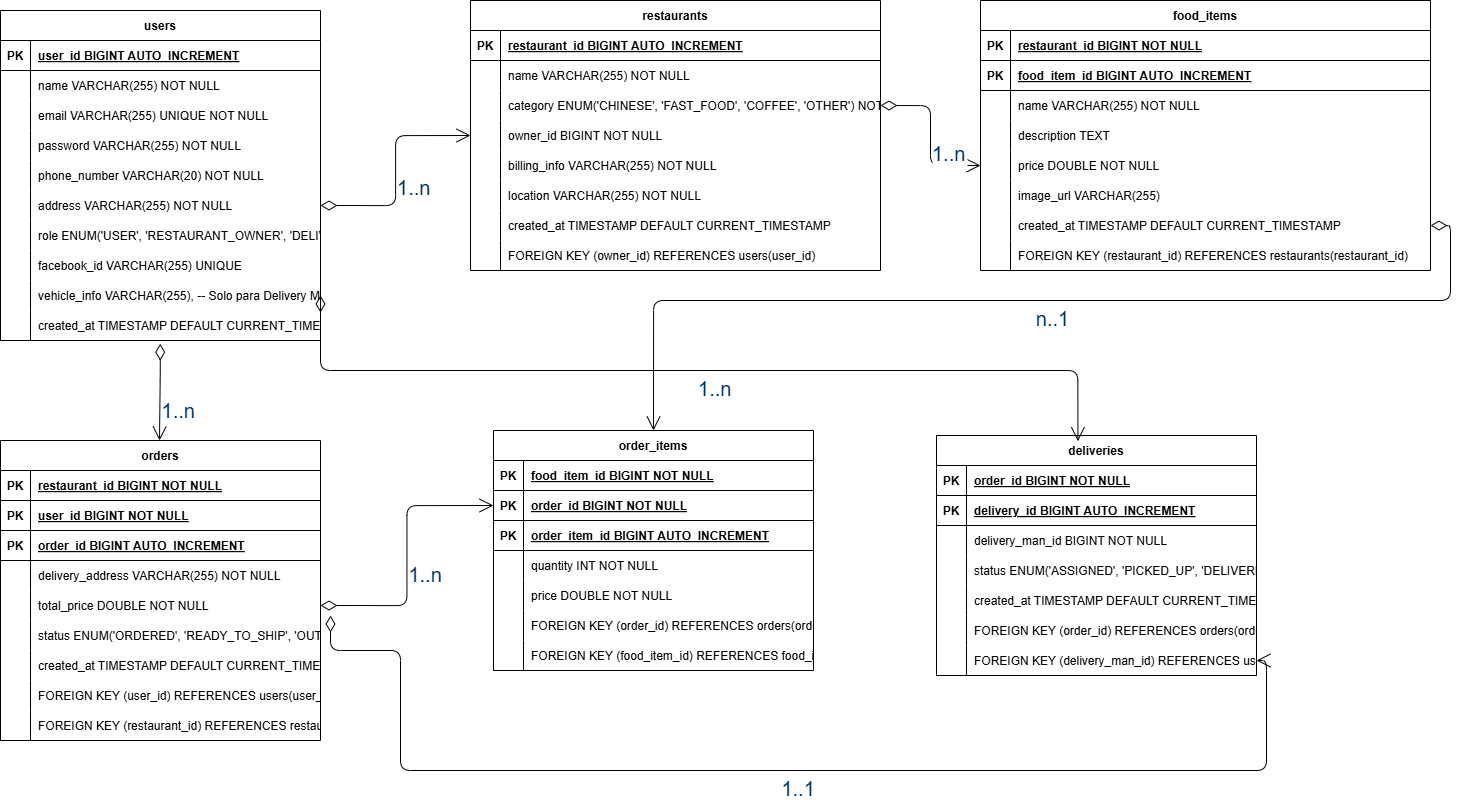 users
PK user_id BIGINT AUTO_INCREMENT
name VARCHAR(255) NOT NULL
email VARCHAR(255) UNIQUE NOT NULL
password VARCHAR(255) NOT NULL
phone_number VARCHAR(20) NOT NULL
address VARCHAR(255) NOT NULL
role ENUM('USER', 'RESTAURANT_OWNER', 'DELI
facebook_id VARCHAR(255) UNIQUE
vehicle_info VARCHAR(255), -- Solo para Delivery M
created_at TIMESTAMP DEFAULT CURRENT_TIME
restaurants
PK restaurant_id BIGINT AUTO_INCREMENT
name VARCHAR(255) NOT NULL
category ENUM('CHINESE', 'FAST_FOOD', 'COFFEE', 'OTHER') NOT
owner_id BIGINT NOT NULL
billing_info VARCHAR(255) NOT NULL
location VARCHAR(255) NOT NULL
created_at TIMESTAMP DEFAULT CURRENT_TIMESTAMP
FOREIGN KEY (owner_id) REFERENCES users(user_id)
food_items
PK restaurant_id BIGINT NOT NULL
PK food_item_id BIGINT AUTO_INCREMENT
name VARCHAR(255) NOT NULL
description TEXT
price DOUBLE NOT NULL
image_url VARCHAR(255)
created_at TIMESTAMP DEFAULT CURRENT_TIMESTAMP
FOREIGN KEY (restaurant_id) REFERENCES restaurants(restaurant_id)
1..n
1..n
n..1
1..n
1..n
orders
PK restaurant_id BIGINT NOT NULL
PK user_id BIGINT NOT NULL
PK order_id BIGINT AUTO_INCREMENT
delivery_address VARCHAR(255) NOT NULL
total_price DOUBLE NOT NULL
status ENUM('ORDERED', 'READY_TO_SHIP', 'OUT
created_at TIMESTAMP DEFAULT CURRENT_TIME
FOREIGN KEY (user_id) REFERENCES users(user_
FOREIGN KEY (restaurant_id) REFERENCES restau
1..n
order_items
PK food_item_id BIGINT NOT NULL
PK order_id BIGINT NOT NULL
PK order_item_id BIGINT AUTO_INCREMENT
quantity INT NOT NULL
price DOUBLE NOT NULL
FOREIGN KEY (order_id) REFERENCES orders(ord
FOREIGN KEY (food_item_id) REFERENCES food_i
deliveries
PK order_id BIGINT NOT NULL
PK delivery_id BIGINT AUTO_INCREMENT
delivery_man_id BIGINT NOT NULL
status ENUM('ASSIGNED', 'PICKED_UP', 'DELIVER
created_at TIMESTAMP DEFAULT CURRENT_TIME
FOREIGN KEY (order_id) REFERENCES orders(ord
FOREIGN KEY (delivery_man_id) REFERENCES us
1..1